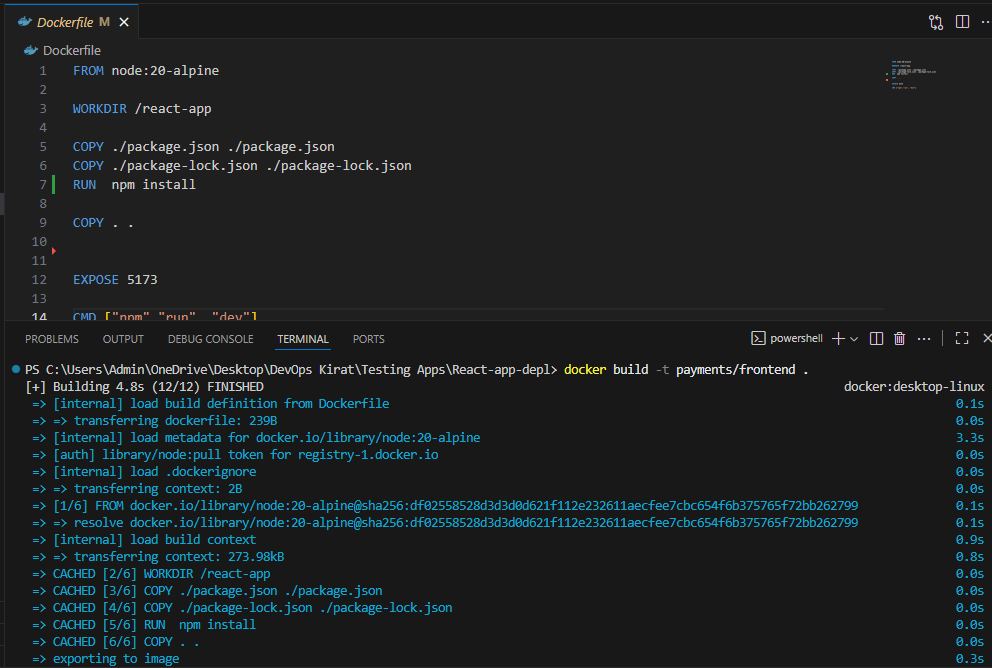 Dockerfile M
Dockerfile
1 FROM node:20-alpine
2
3 WORKDIR /react-app
4
5 COPY ./package.json ./package.json
6 COPY ./package-lock.json ./package-lock.json
7 RUN  npm install
8
9 COPY . .
10
11
12 EXPOSE 5173
13
14 CMD ["npm" "run"  "dev"]
PROBLEMS OUTPUT DEBUG CONSOLE TERMINAL PORTS powershell
PS C:\Users\Admin\OneDrive\Desktop\DevOps Kirat\Testing Apps\React-app-depl> docker build -t payments/frontend .
[+] Building 4.8s (12/12) FINISHED docker:desktop-linux
=> [internal] load build definition from Dockerfile 0.1s
=> => transferring dockerfile: 239B 0.0s
=> [internal] load metadata for docker.io/library/node:20-alpine 3.3s
=> [auth] library/node:pull token for registry-1.docker.io 0.0s
=> [internal] load .dockerignore 0.0s
=> => transferring context: 2B 0.0s
=> [1/6] FROM docker.io/library/node:20-alpine@sha256:df02558528d3d3d0d621f112e232611aecfee7cbc654f6b375765f72bb262799 0.1s
=> => resolve docker.io/library/node:20-alpine@sha256:df02558528d3d3d0d621f112e232611aecfee7cbc654f6b375765f72bb262799 0.1s
=> [internal] load build context 0.9s
=> => transferring context: 273.98kB 0.8s
=> CACHED [2/6] WORKDIR /react-app 0.0s
=> CACHED [3/6] COPY ./package.json ./package.json 0.0s
=> CACHED [4/6] COPY ./package-lock.json ./package-lock.json 0.0s
=> CACHED [5/6] RUN  npm install 0.0s
=> CACHED [6/6] COPY . . 0.0s
=> exporting to image 0.3s